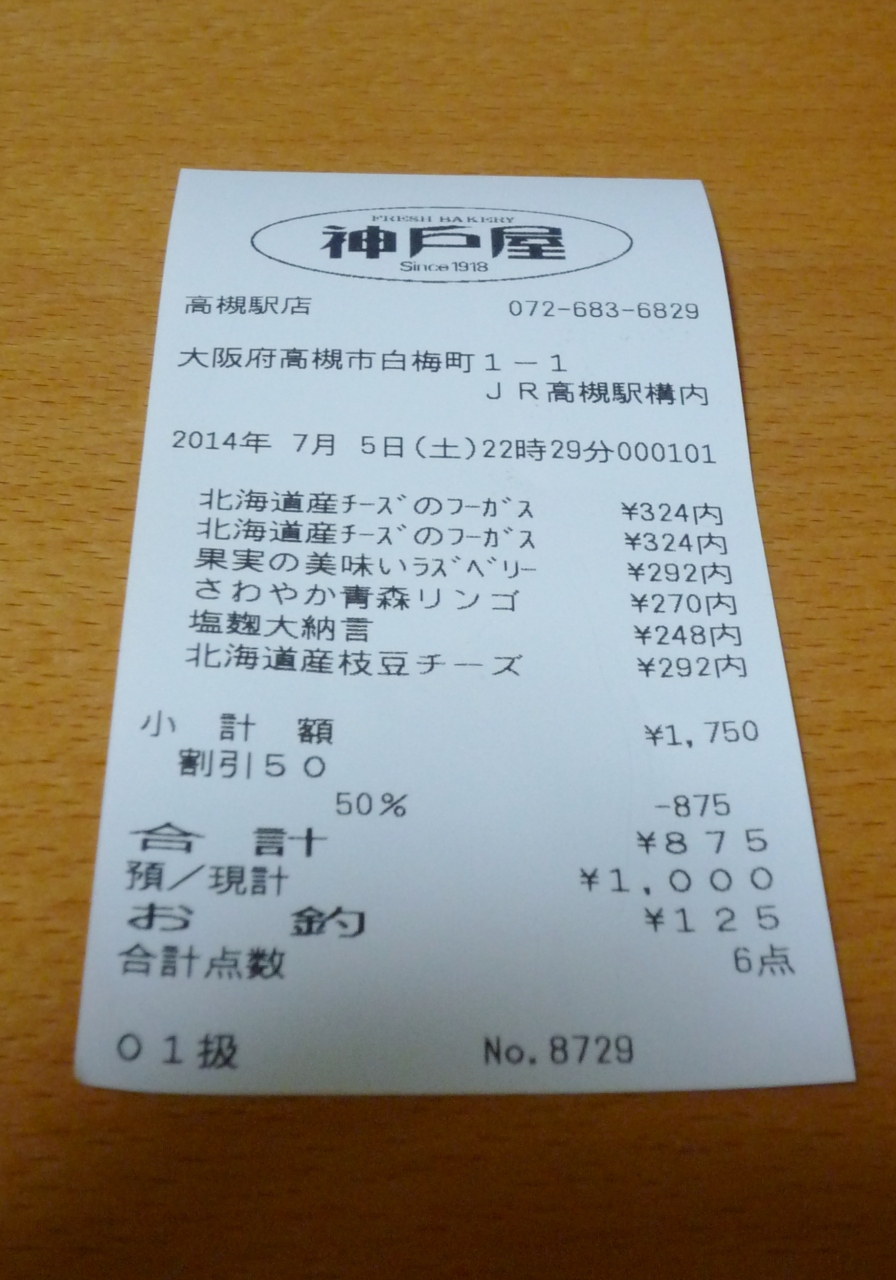 FRESH BAKERY
神戸屋
Since 1918
高槻駅店 072-683-6829
大阪府高槻市白梅町1-1
JR高槻駅構内
2014年 7月 5日(土)22時29分000101
北海道産ﾁｰｽﾞのﾌｰｶﾞｽ ¥324内
北海道産ﾁｰｽﾞのﾌｰｶﾞｽ ¥324内
果実の美味いﾗｽﾞﾍﾞﾘｰ ¥292内
さわやか青森リンゴ ¥270内
塩麹大納言 ¥248内
北海道産枝豆チーズ ¥292内
小 計 額 ¥1,750
割引50
50% -875
合 計 ¥875
預/現計 ¥1,000
お 釣 ¥125
合計点数 6点
01扱 No.8729